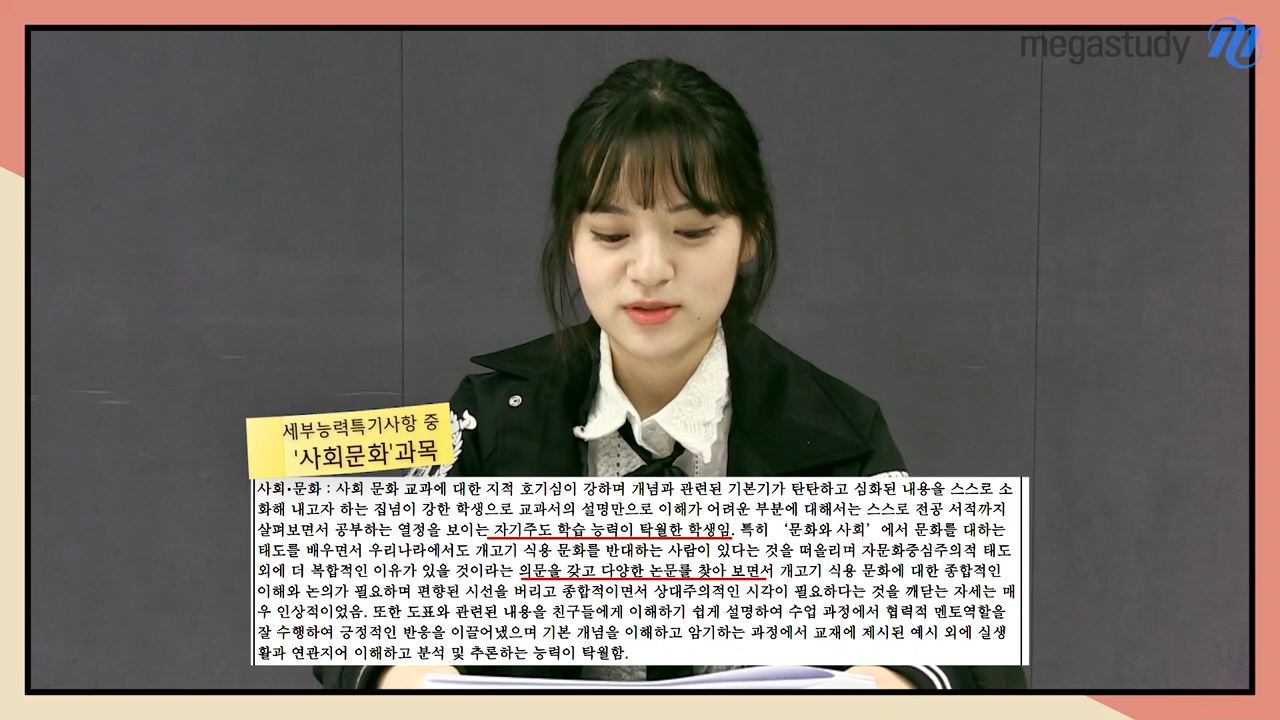 megastudy
세부능력특기사항 중
'사회문화'과목
사회·문화 : 사회 문화 교과에 대한 지적 호기심이 강하며 개념과 관련된 기본기가 탄탄하고 심화된 내용을 스스로 소
화해 내고자 하는 집념이 강한 학생으로 교과서의 설명만으로 이해가 어려운 부분에 대해서는 스스로 전공 서적까지
살펴보면서 공부하는 열정을 보이는 자기주도 학습 능력이 탁월한 학생임. 특히 ‘문화와 사회’에서 문화를 대하는
태도를 배우면서 우리나라에서도 개고기 식용 문화를 반대하는 사람이 있다는 것을 떠올리며 자문화중심주의적 태도
외에 더 복합적인 이유가 있을 것이라는 의문을 갖고 다양한 논문를 찾아 보면서 개고기 식용 문화에 대한 종합적인
이해와 논의가 필요하며 편향된 시선을 버리고 종합적이면서 상대주의적인 시각이 필요하다는 것을 깨닫는 자세는 매
우 인상적이었음. 또한 도표와 관련된 내용을 친구들에게 이해하기 쉽게 설명하여 수업 과정에서 협력적 멘토역할을
잘 수행하여 긍정적인 반응을 이끌어냈으며 기본 개념을 이해하고 암기하는 과정에서 교재에 제시된 예시 외에 실생
활과 연관지어 이해하고 분석 및 추론하는 능력이 탁월함.